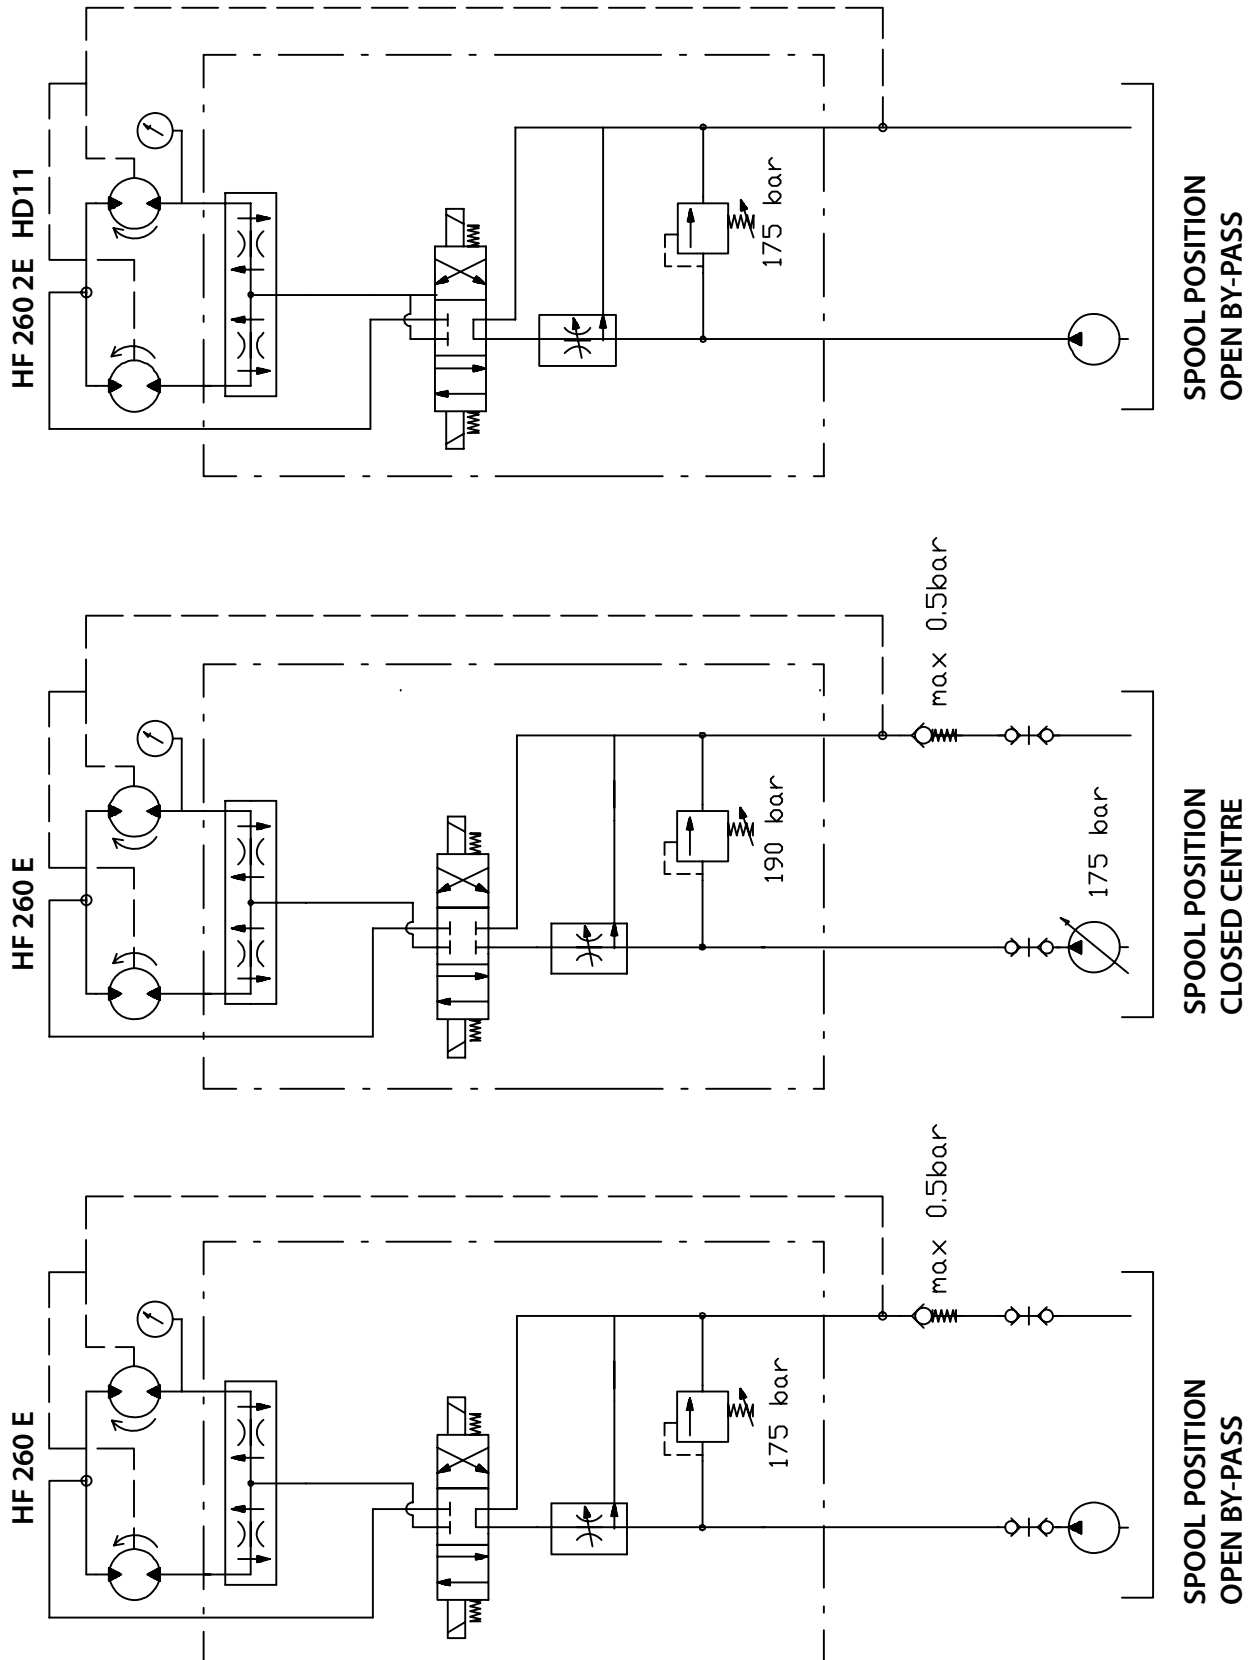 HF 260 E
175 bar
max 0.5bar
SPOOL POSITION
OPEN BY-PASS
HF 260 E
190 bar
max 0.5bar
175 bar
SPOOL POSITION
CLOSED CENTRE
HF 260 2E HD11
175 bar
SPOOL POSITION
OPEN BY-PASS